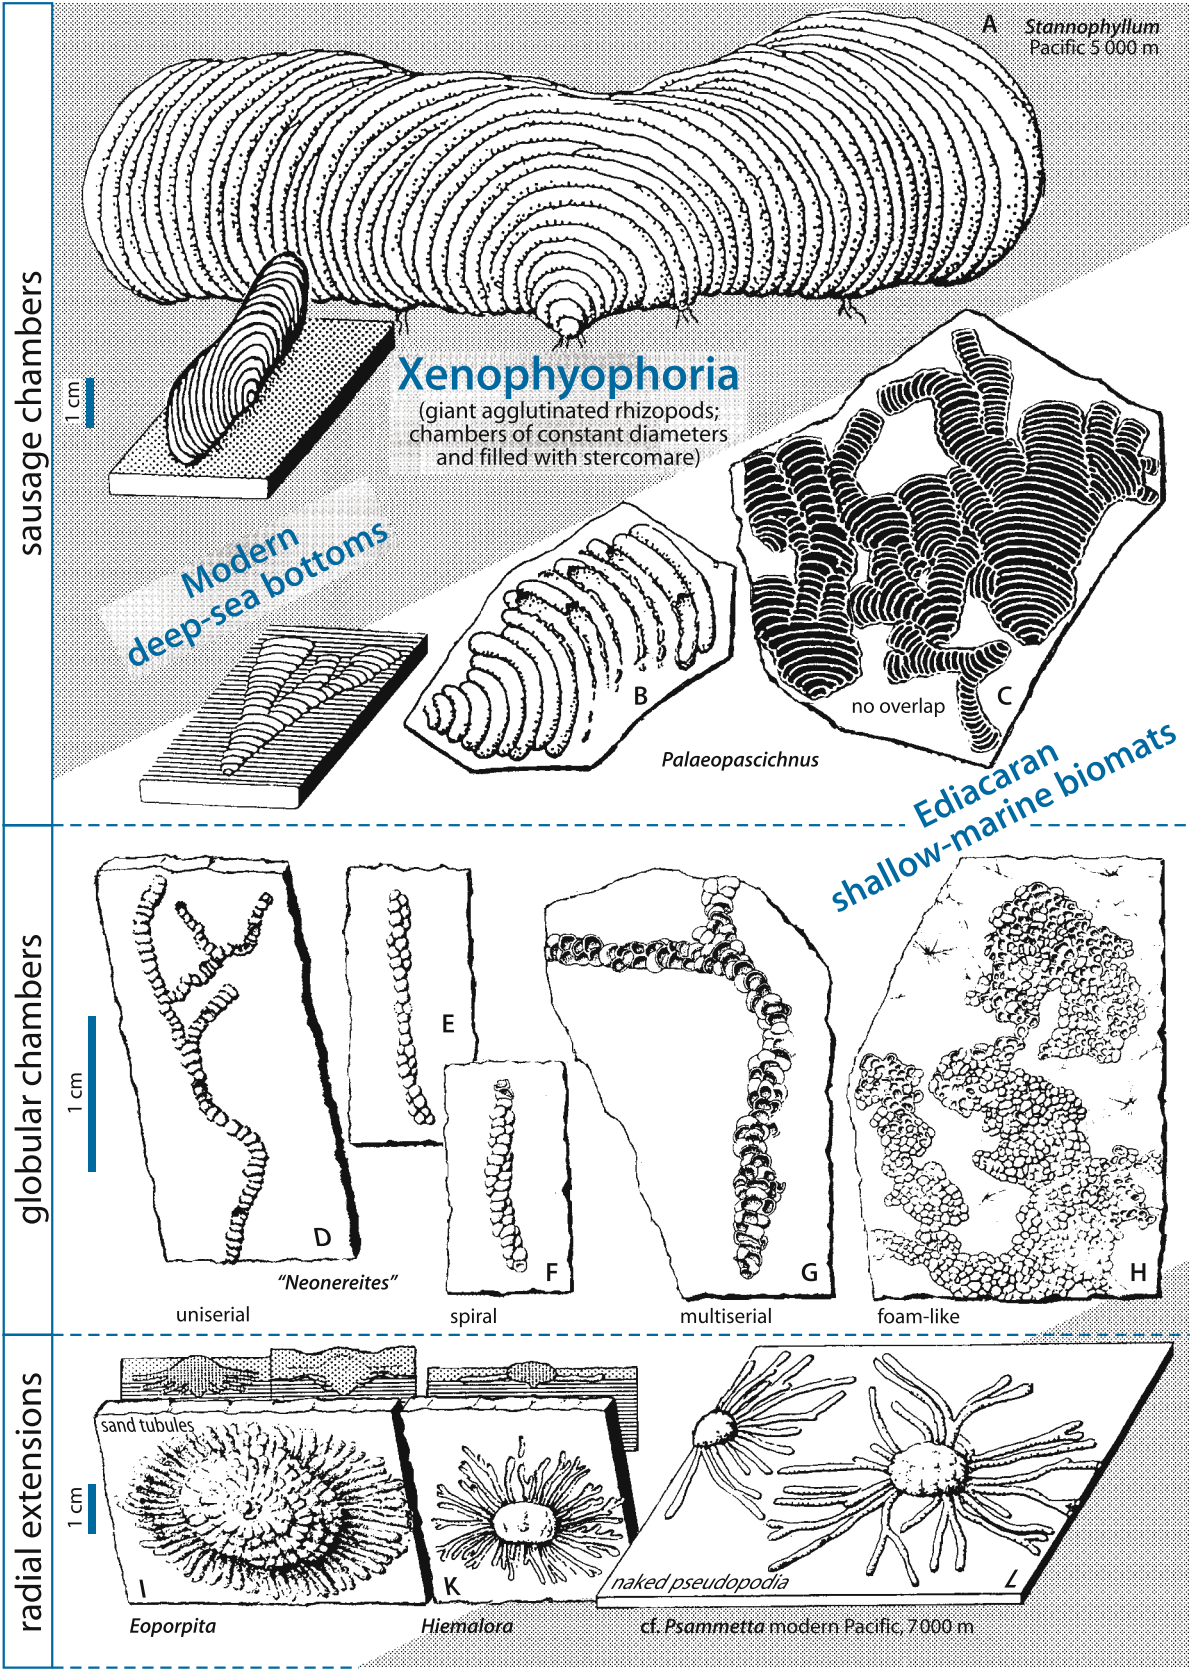 A
Stannophyllum
Pacific 5 000 m
sausage chambers
1 cm
Xenophyophoria
(giant agglutinated rhizopods;
chambers of constant diameters
and filled with stercomare)
Modern
deep-sea bottoms
B
C
no overlap
Palaeopascichnus
Ediacaran
shallow-marine biomats
globular chambers
1 cm
D
E
F
G
H
"Neonereites"
uniserial
spiral
multiserial
foam-like
radial extensions
1 cm
sand tubules
I
K
L
naked pseudopodia
Eoporpita
Hiemalora
cf. Psammetta modern Pacific, 7 000 m